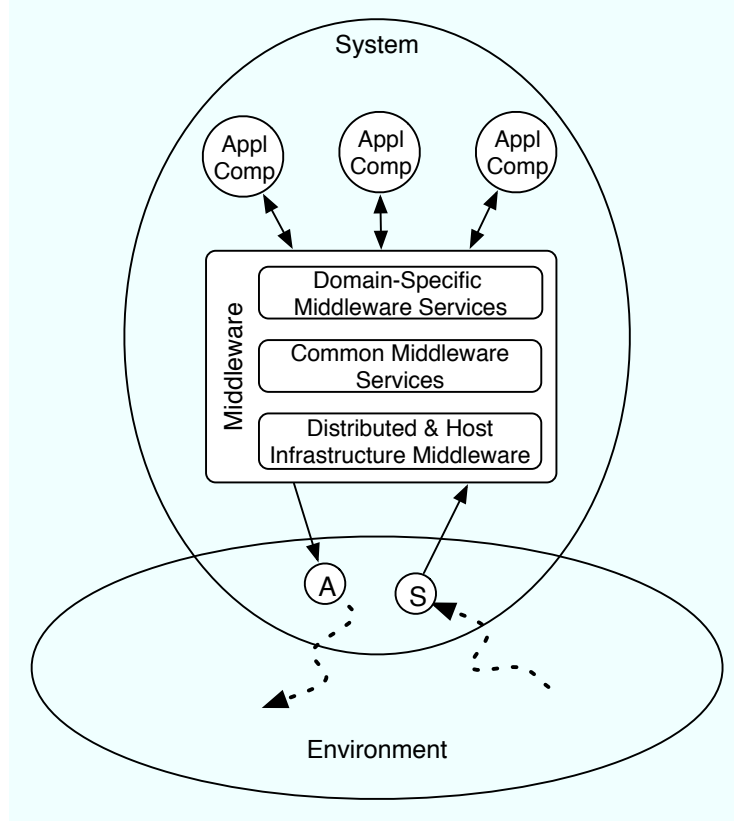 System
Appl
Comp
Appl
Comp
Appl
Comp
Middleware
Domain-Specific
Middleware Services
Common Middleware
Services
Distributed & Host
Infrastructure Middleware
A
S
Environment